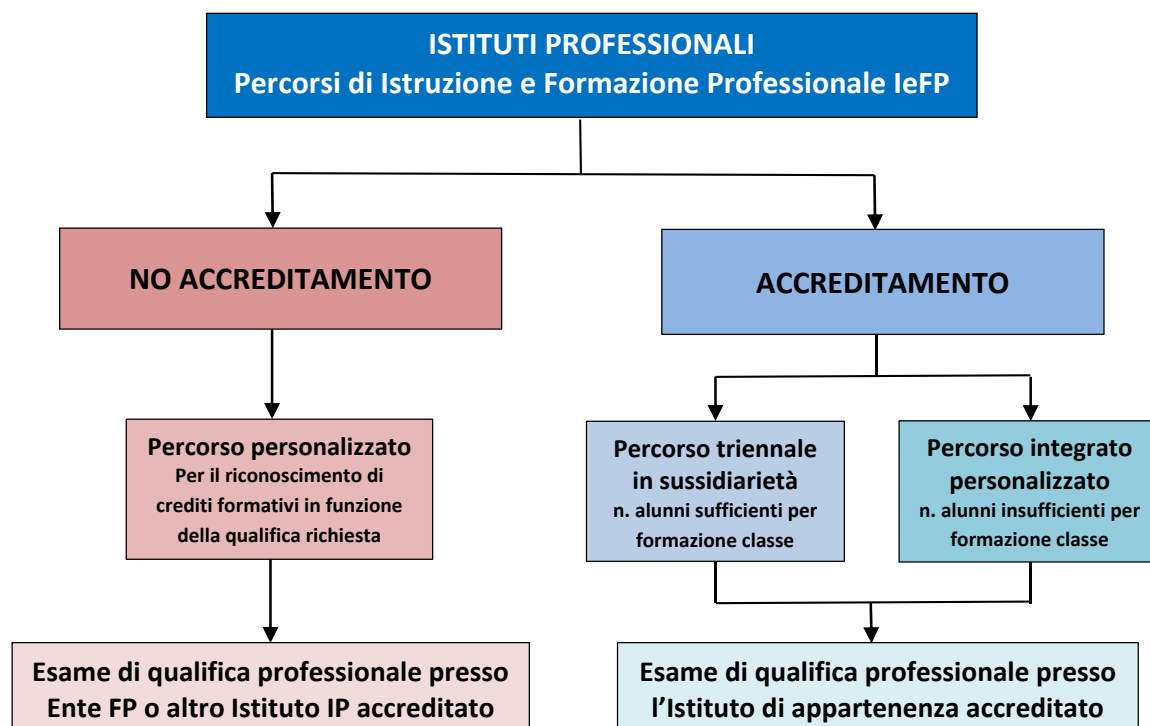 ISTITUTI PROFESSIONALI
Percorsi di Istruzione e Formazione Professionale IeFP
NO ACCREDITAMENTO
ACCREDITAMENTO
Percorso personalizzato
Per il riconoscimento di
crediti formativi in funzione
della qualifica richiesta
Percorso triennale
in sussidiarietà
n. alunni sufficienti per
formazione classe
Percorso integrato
personalizzato
n. alunni insufficienti per
formazione classe
Esame di qualifica professionale presso
Ente FP o altro Istituto IP accreditato
Esame di qualifica professionale presso
l’Istituto di appartenenza accreditato